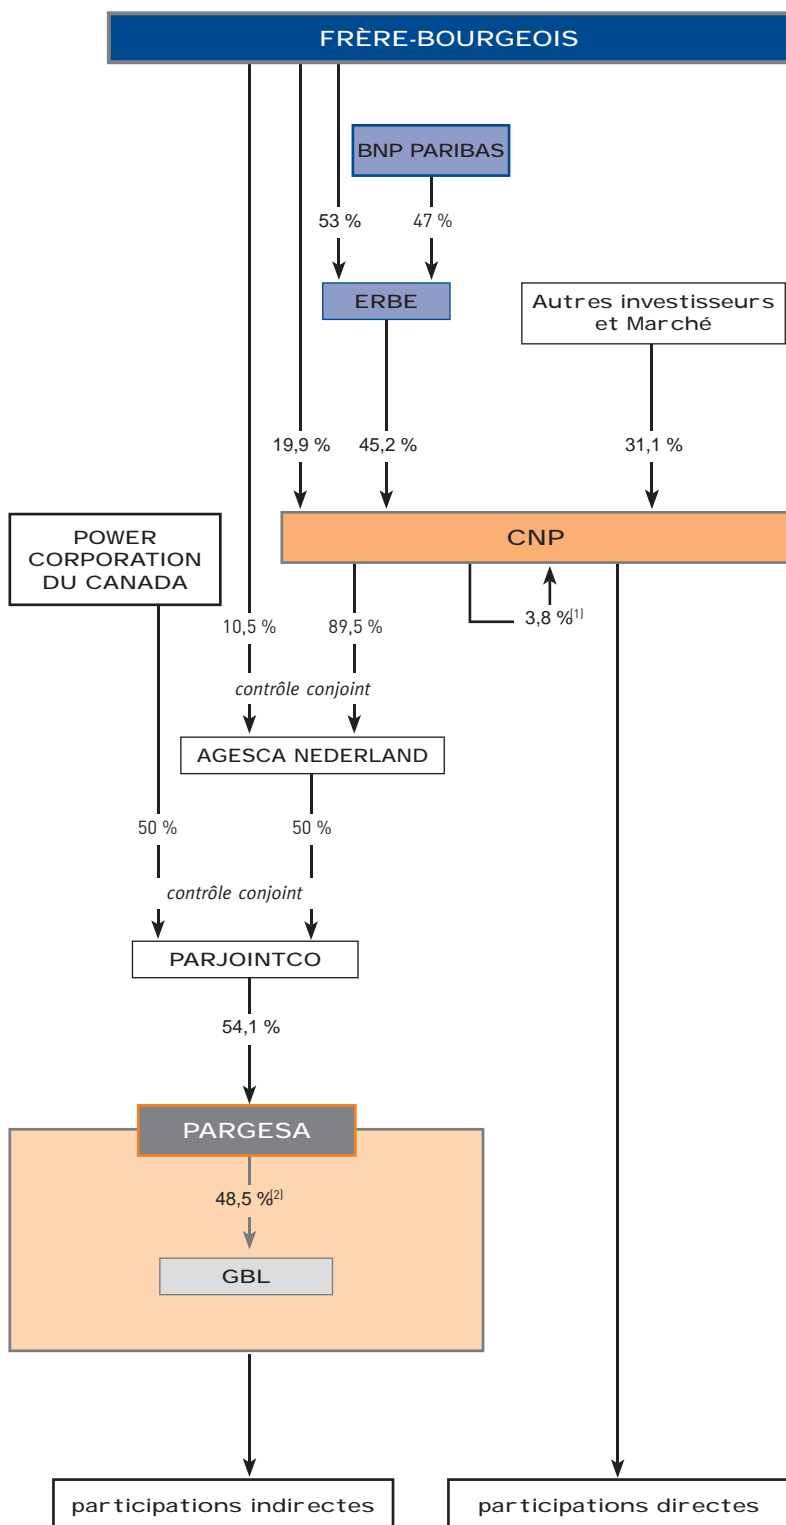 FRÈRE-BOURGEOIS
BNP PARIBAS
53 %
47 %
ERBE
Autres investisseurs
et Marché
19,9 %
45,2 %
31,1 %
POWER
CORPORATION
DU CANADA
CNP
10,5 %
89,5 %
3,8 %(1)
contrôle conjoint
AGESCA NEDERLAND
50 %
50 %
contrôle conjoint
PARJOINTCO
54,1 %
PARGESA
48,5 %(2)
GBL
participations indirectes
participations directes